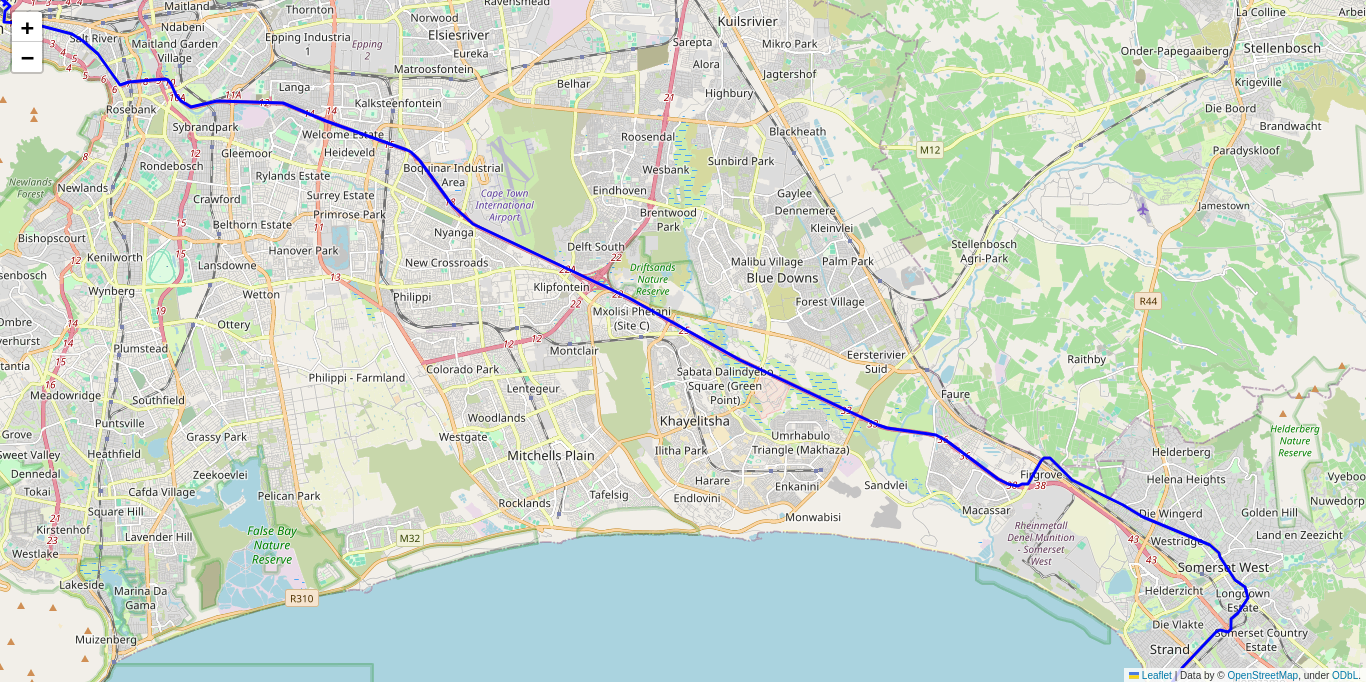 +
−
Maitland
Thornton
Norwood
Ravensmead
Elsiesriver
Kuilsrivier
La Colline
Ndabeni
Salt River
Maitland Garden
Village
Epping Industria
1
Epping
2
Eureka
Sarepta
Mikro Park
Onder-Papegaaiberg
Stellenbosch
Matroosfontein
Alora
Jagtershof
Krigeville
Langa
Belhar
Highbury
Die Boord
Rosebank
Kalksteenfontein
21
Sybrandpark
Welcome Estate
Roosendal
Blackheath
Brandwacht
M12
Gleemoor
Heideveld
Rondebosch
Wesbank
Sunbird Park
Paradyskloof
Rylands Estate
Boquinar Industrial
Area
Newlands
Forest
Newlands
Crawford
Surrey Estate
Eindhoven
Gaylee
Cape Town
International
Airport
Primrose Park
Brentwood
Park
Dennemere
Jamestown
Belthorn Estate
Kleinvlei
Bishopscourt
Nyanga
Hanover Park
Delft South
Stellenbosch
Agri-Park
Kenilworth
Lansdowne
New Crossroads
Malibu Village
Palm Park
Driftsands
Nature
Reserve
Blue Downs
Wynberg
Wetton
Philippi
Klipfontein
Forest Village
R44
Mxolisi Phetani
(Site C)
Ottery
Plumstead
Montclair
Eersterivier
Suid
Raithby
Colorado Park
Philippi - Farmland
Sabata Dalindyebo
Square (Green
Point)
Lentegeur
Meadowridge
Southfield
Faure
Puntsville
Woodlands
Khayelitsha
Grove
Grassy Park
Westgate
Umrhabulo
Triangle (Makhaza)
Helderberg
Nature
Reserve
Sweet Valley
Heathfield
Mitchells Plain
Ilitha Park
Helderberg
Dennedal
Zeekoevlei
Firgrove
Helena Heights
Tokai
Cafda Village
Pelican Park
Rocklands
Tafelsig
Harare
Enkanini
Sandvlei
Endlovini
Square Hill
Macassar
Golden Hill
Die Wingerd
Monwabisi
Kirstenhof
Lavender Hill
False Bay
Nature
Reserve
M32
Rheinmetall
Denel Munition
- Somerset
West
Westridge
Land en Zeezicht
Westlake
Somerset West
Lakeside
Marina Da
Gama
R310
Helderzicht
Longdown
Estate
Die Vlakte
Somerset Country
Estate
Muizenberg
Strand
Leaflet | Data by © OpenStreetMap, under ODbL.